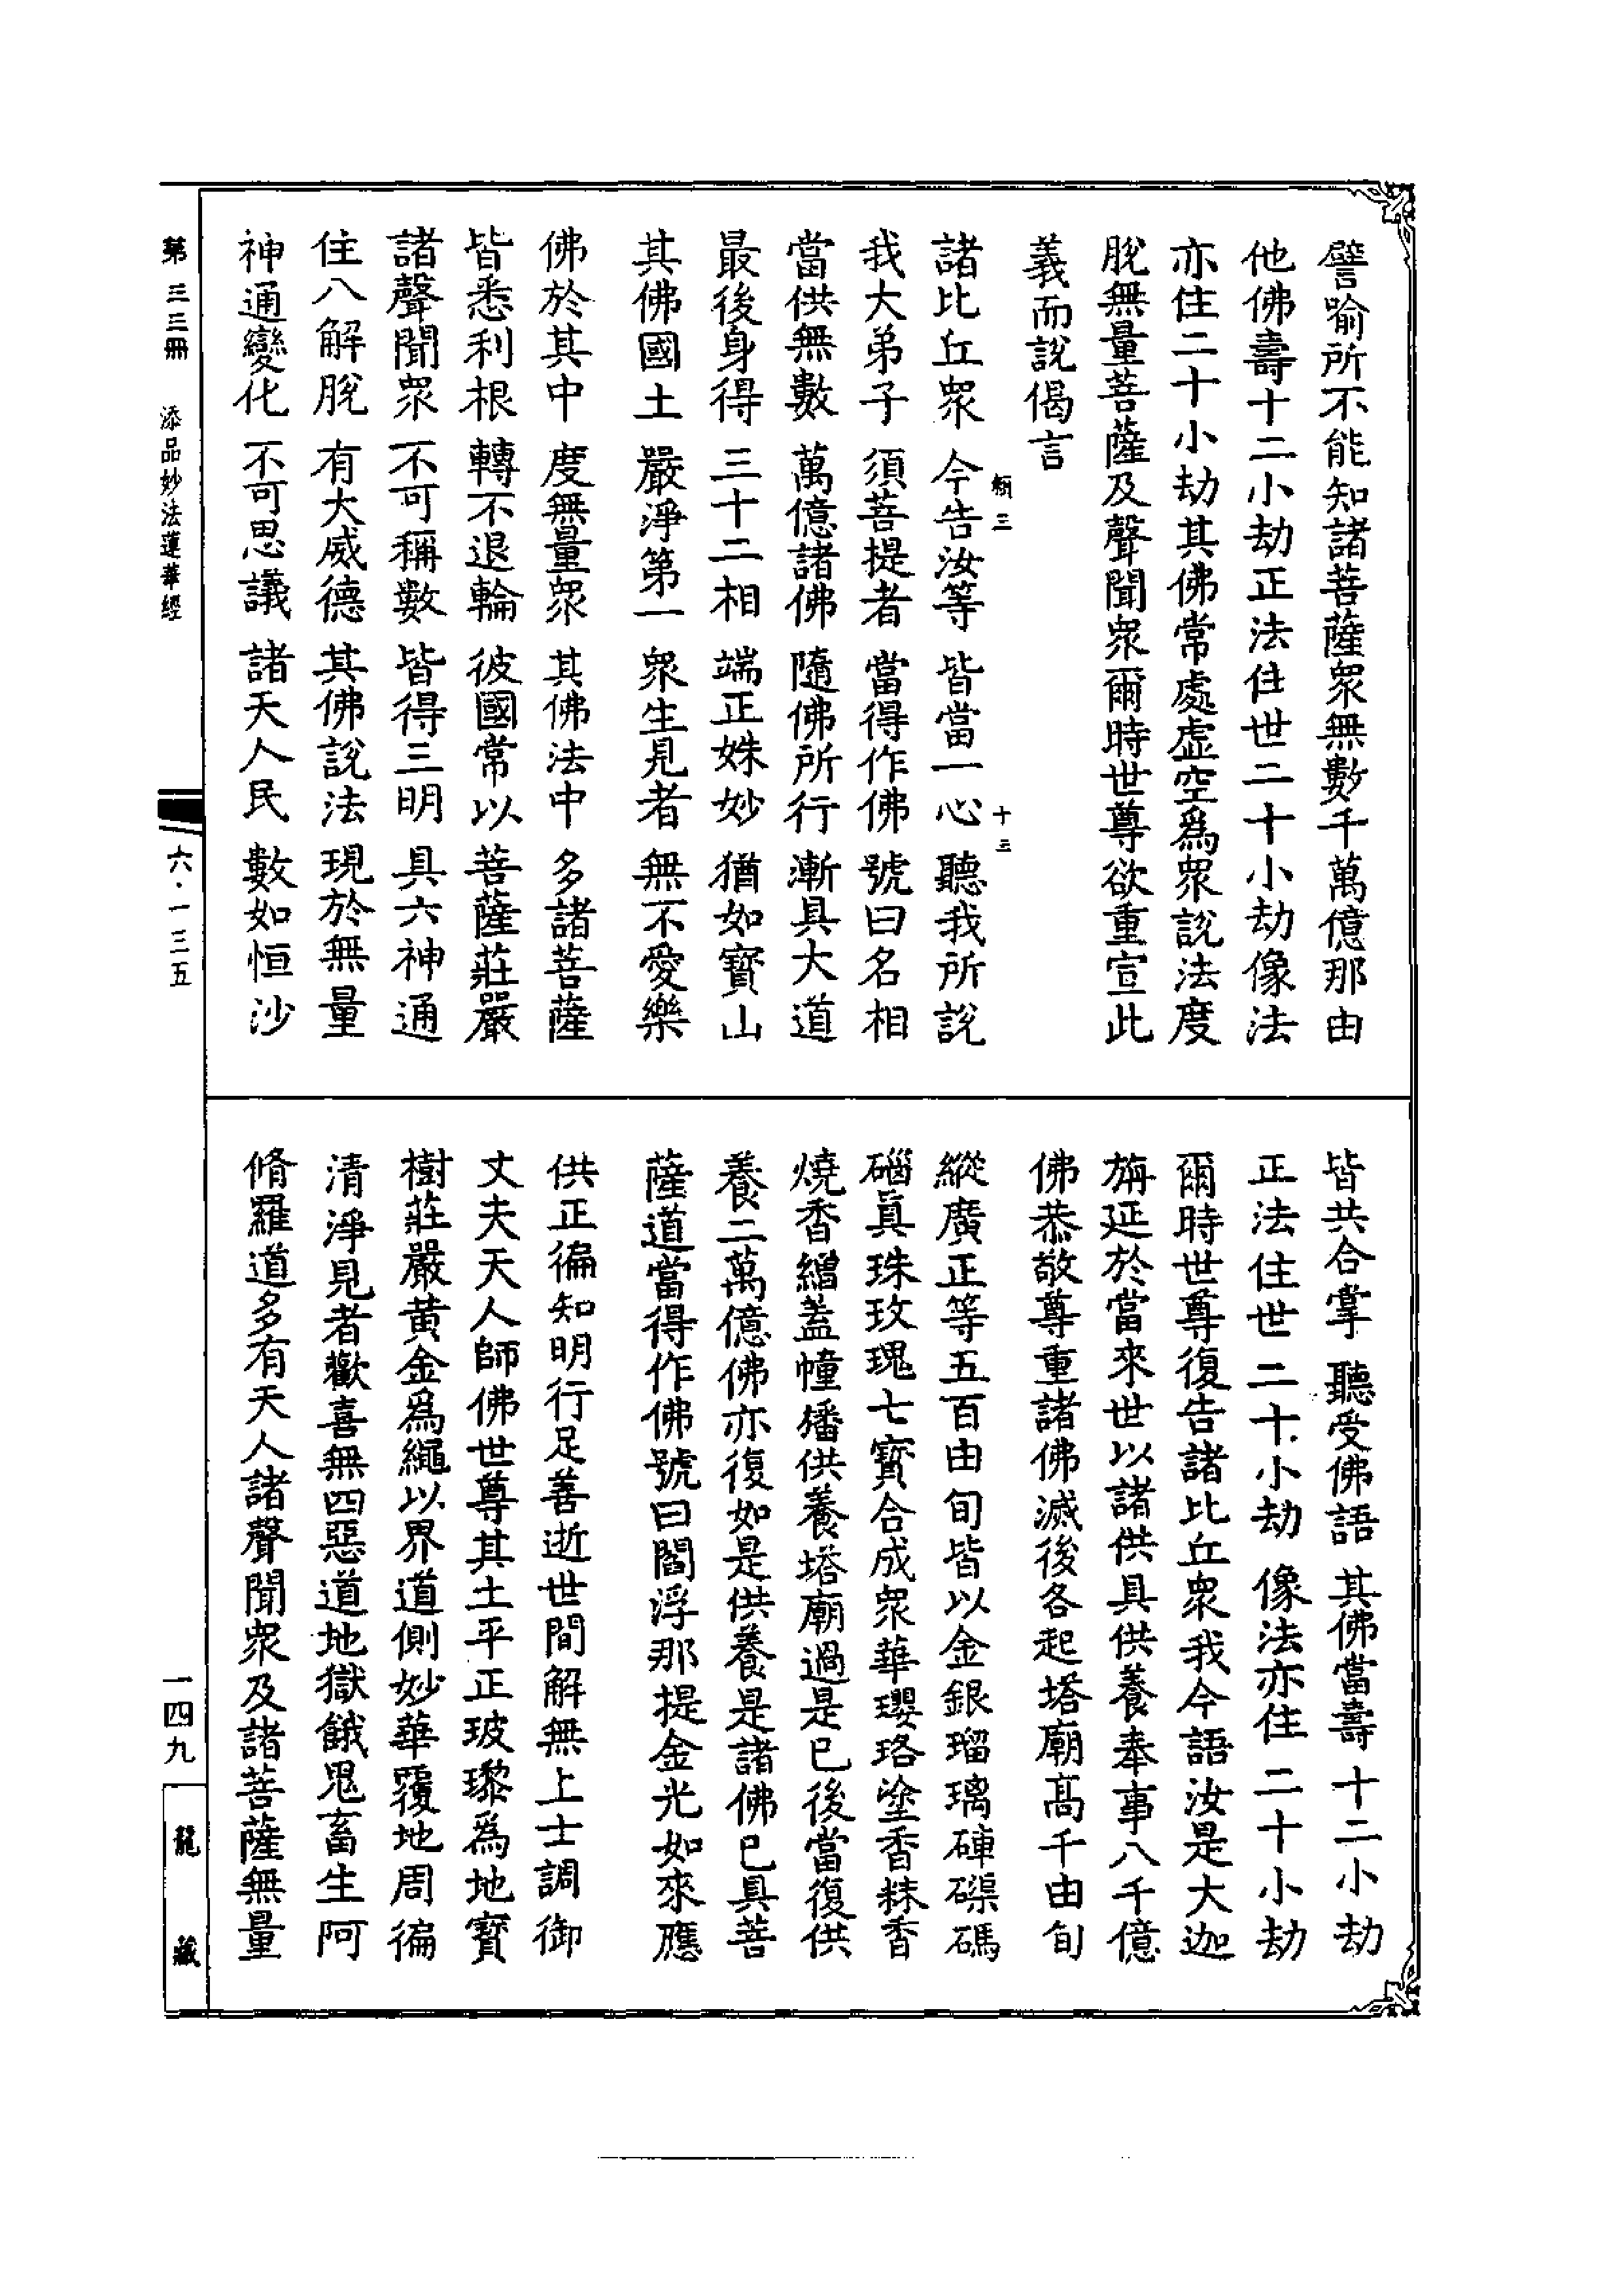 譬喻所不能知諸菩薩眾無數千萬億那由
他佛壽十二小劫正法住世二十小劫像法
亦住二十小劫其佛常處虛空為眾說法度
脫無量菩薩及聲聞眾爾時世尊欲重宣此
義而說偈言
諸比丘眾 今告汝等 皆當一心 聽我所說
賴三 十三
我大弟子 須菩提者 當得作佛 號曰名相
當供無數 萬億諸佛 隨佛所行 漸具大道
最後身得 三十二相 端正姝妙 猶如寶山
其佛國土 嚴淨第一 眾生見者 無不愛樂
佛於其中 度無量眾 其佛法中 多諸菩薩
皆悉利根 轉不退輪 彼國常以 菩薩莊嚴
諸聲聞眾 不可稱數 皆得三明 具六神通
住八解脫 有大威德 其佛說法 現於無量
神通變化 不可思議 諸天人民 數如恒沙
皆共合掌 聽受佛語 其佛當壽 十二小劫
正法住世 二十小劫 像法亦住 二十小劫
爾時世尊復告諸比丘眾我今語汝是大迦
旃延於當來世以諸供具供養奉事八千億
佛恭敬尊重諸佛滅後各起塔廟高千由旬
縱廣正等五百由旬皆以金銀瑠璃硨磲碼
碯真珠玫瑰七寶合成眾華瓔珞塗香粖香
燒香繒蓋幢旛供養塔廟過是已後當復供
養二萬億佛亦復如是供養是諸佛已具菩
薩道當得作佛號曰閻浮那提金光如來應
供正徧知明行足善逝世間解無上士調御
丈夫天人師佛世尊其土平正玻瓈為地寶
樹莊嚴黃金為繩以界道側妙華覆地周徧
清淨見者歡喜無四惡道地獄餓鬼畜生阿
脩羅道多有天人諸聲聞眾及諸菩薩無量
第三三冊 添品妙法蓮華經
六·一三五
一四九
龍藏